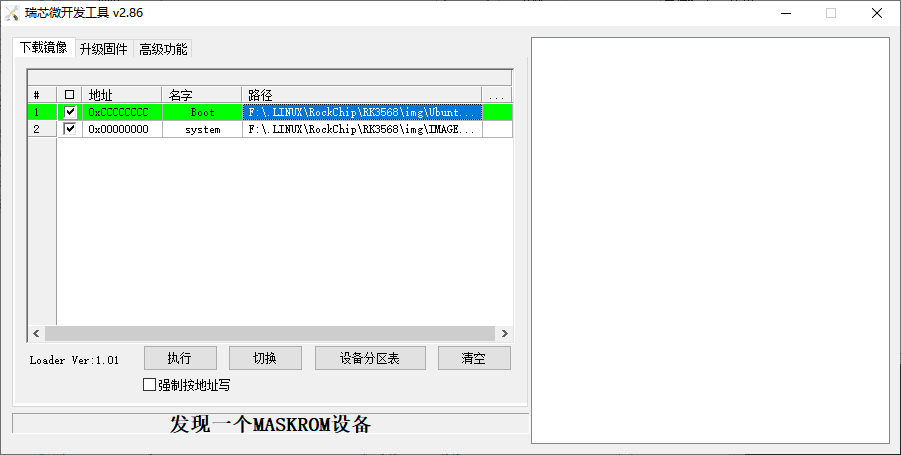 瑞芯微开发工具 v2.86
下载镜像 升级固件 高级功能
# 地址 名字 路径 ...
1 0xCCCCCCCC Boot F:\.LINUX\RockChip\RK3568\img\Ubunt...
2 0x00000000 system F:\.LINUX\RockChip\RK3568\img\IMAGE...
Loader Ver:1.01 执行 切换 设备分区表 清空
强制按地址写
发现一个MASKROM设备